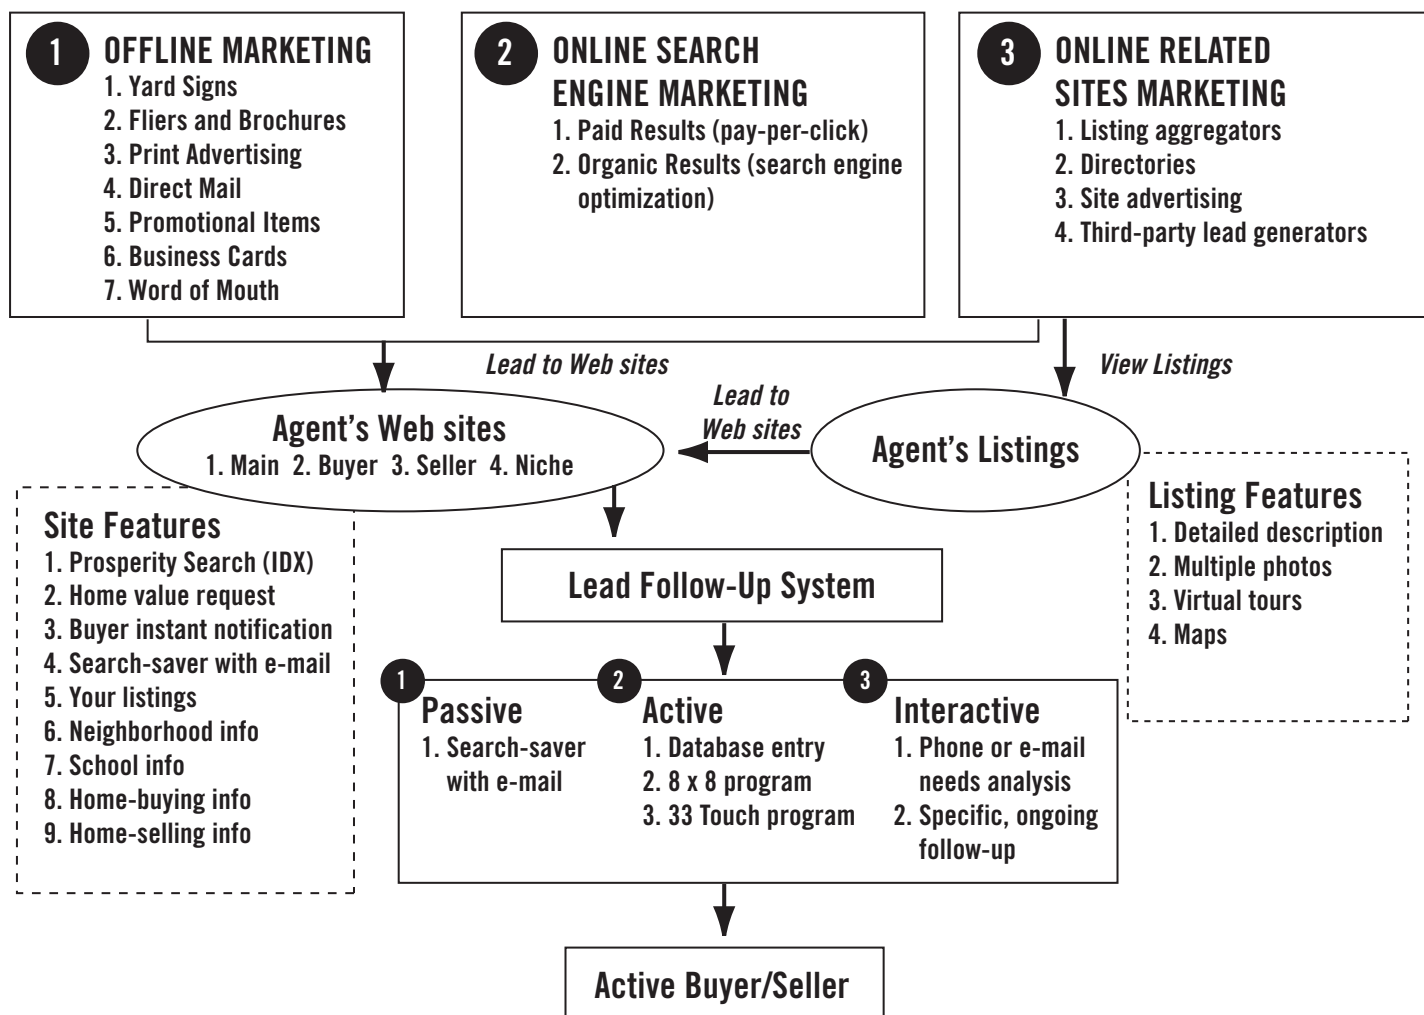 1 OFFLINE MARKETING
1. Yard Signs
2. Fliers and Brochures
3. Print Advertising
4. Direct Mail
5. Promotional Items
6. Business Cards
7. Word of Mouth
2 ONLINE SEARCH
ENGINE MARKETING
1. Paid Results (pay-per-click)
2. Organic Results (search engine
optimization)
3 ONLINE RELATED
SITES MARKETING
1. Listing aggregators
2. Directories
3. Site advertising
4. Third-party lead generators
Lead to Web sites
View Listings
Agent's Web sites
1. Main 2. Buyer 3. Seller 4. Niche
Lead to
Web sites
Agent's Listings
Site Features
1. Prosperity Search (IDX)
2. Home value request
3. Buyer instant notification
4. Search-saver with e-mail
5. Your listings
6. Neighborhood info
7. School info
8. Home-buying info
9. Home-selling info
Listing Features
1. Detailed description
2. Multiple photos
3. Virtual tours
4. Maps
Lead Follow-Up System
1
Passive
1. Search-saver
with e-mail
2
Active
1. Database entry
2. 8 x 8 program
3. 33 Touch program
3
Interactive
1. Phone or e-mail
needs analysis
2. Specific, ongoing
follow-up
Active Buyer/Seller